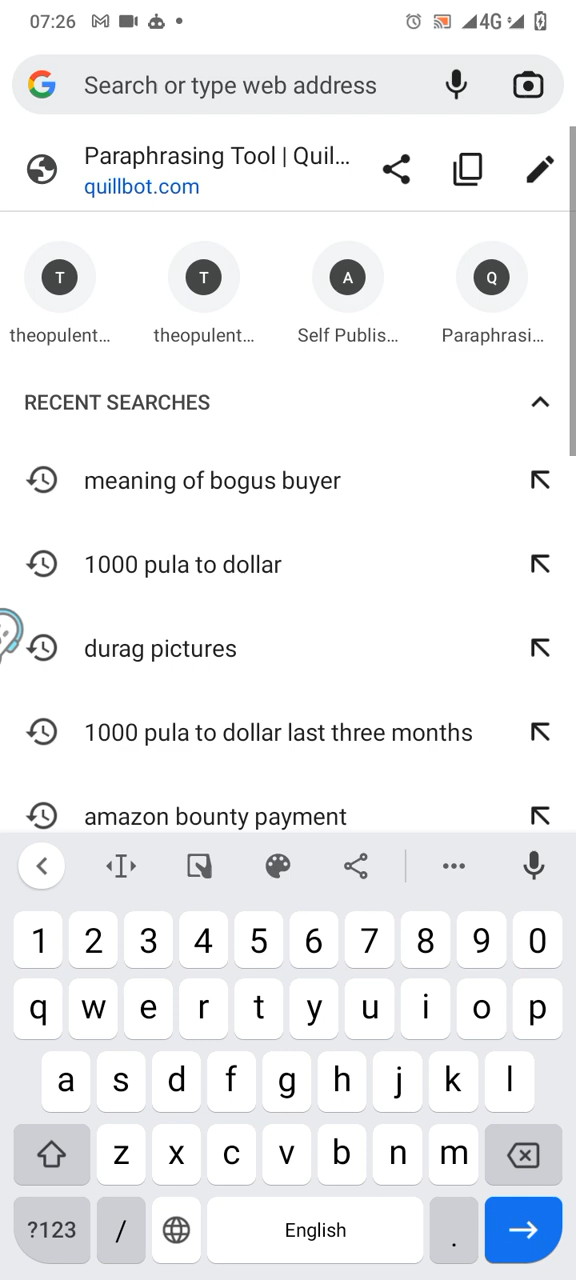 07:26 4G
Search or type web address
Paraphrasing Tool | Quil...
quillbot.com
T T A Q
theopulent... theopulent... Self Publis... Paraphrasi...
RECENT SEARCHES
meaning of bogus buyer
1000 pula to dollar
durag pictures
1000 pula to dollar last three months
amazon bounty payment
1 2 3 4 5 6 7 8 9 0
q w e r t y u i o p
a s d f g h j k l
z x c v b n m
?123 / English .